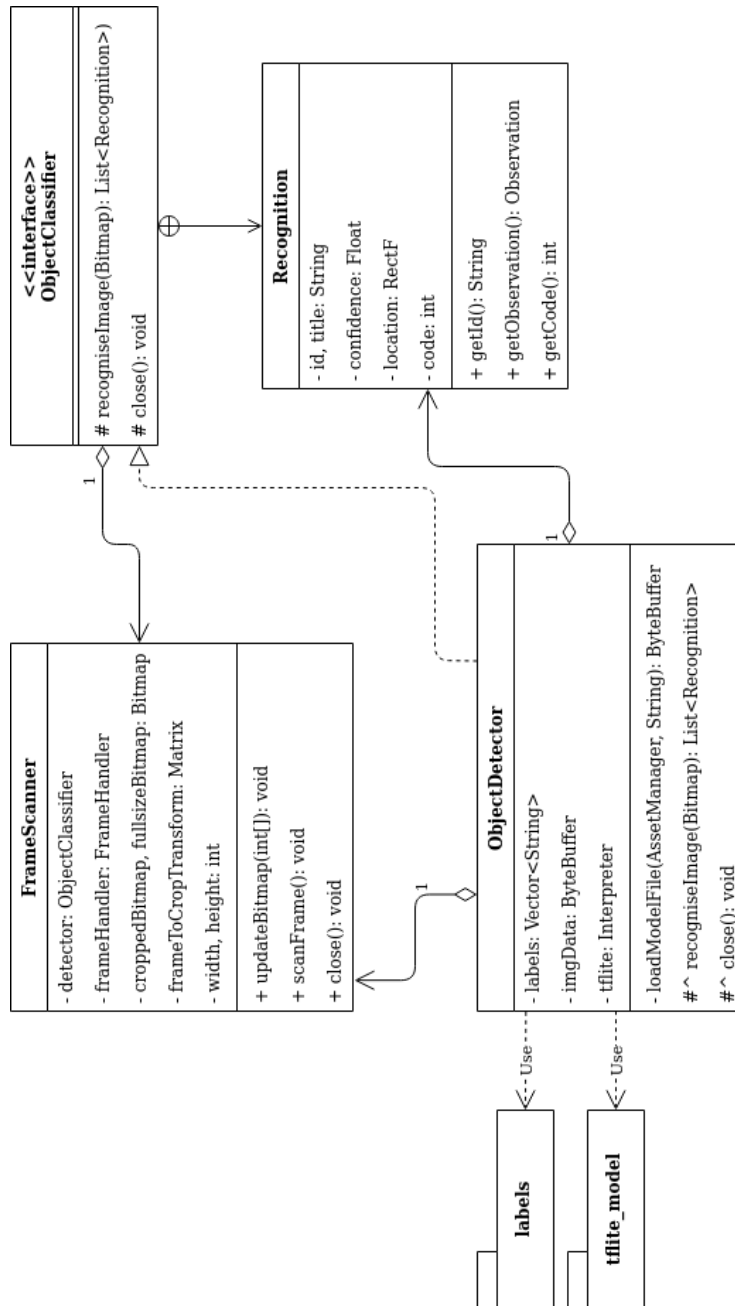 <<interface>>
ObjectClassifier
# recogniseImage(Bitmap): List<Recognition>)
# close(): void
Recognition
- id, title: String
- confidence: Float
- location: RectF
- code: int
+ getId(): String
+ getObservation(): Observation
+ getCode(): int
1
FrameScanner
- detector: ObjectClassifier
- frameHandler: FrameHandler
- croppedBitmap, fullsizeBitmap: Bitmap
- frameToCropTransform: Matrix
- width, height: int
+ updateBitmap(int[]): void
+ scanFrame(): void
+ close(): void
1
1
ObjectDetector
- labels: Vector<String>
- imgData: ByteBuffer
- tflite: Interpreter
- loadModelFile(AssetManager, String): ByteBuffer
#^ recogniseImage(Bitmap): List<Recognition>
#^ close(): void
Use
Use
labels
tflite_model